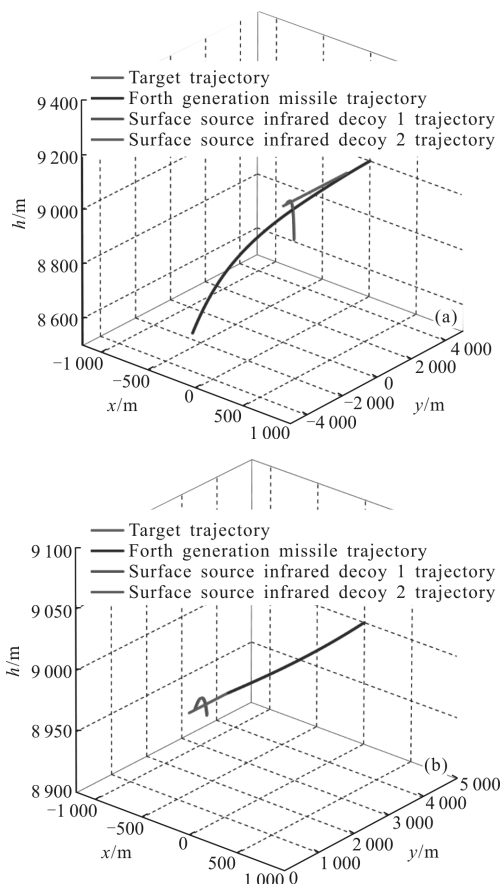 Target trajectory
Forth generation missile trajectory
Surface source infrared decoy 1 trajectory
Surface source infrared decoy 2 trajectory
9 400
9 200
9 000
8 800
8 600
h/m
(a)
−1 000
−500
0
500
1 000
x/m
−4 000
−2 000
0
2 000
4 000
y/m
Target trajectory
Forth generation missile trajectory
Surface source infrared decoy 1 trajectory
Surface source infrared decoy 2 trajectory
9 100
9 050
9 000
8 950
8 900
h/m
(b)
−1 000
−500
0
500
1 000
x/m
0
1 000
2 000
3 000
4 000
5 000
y/m